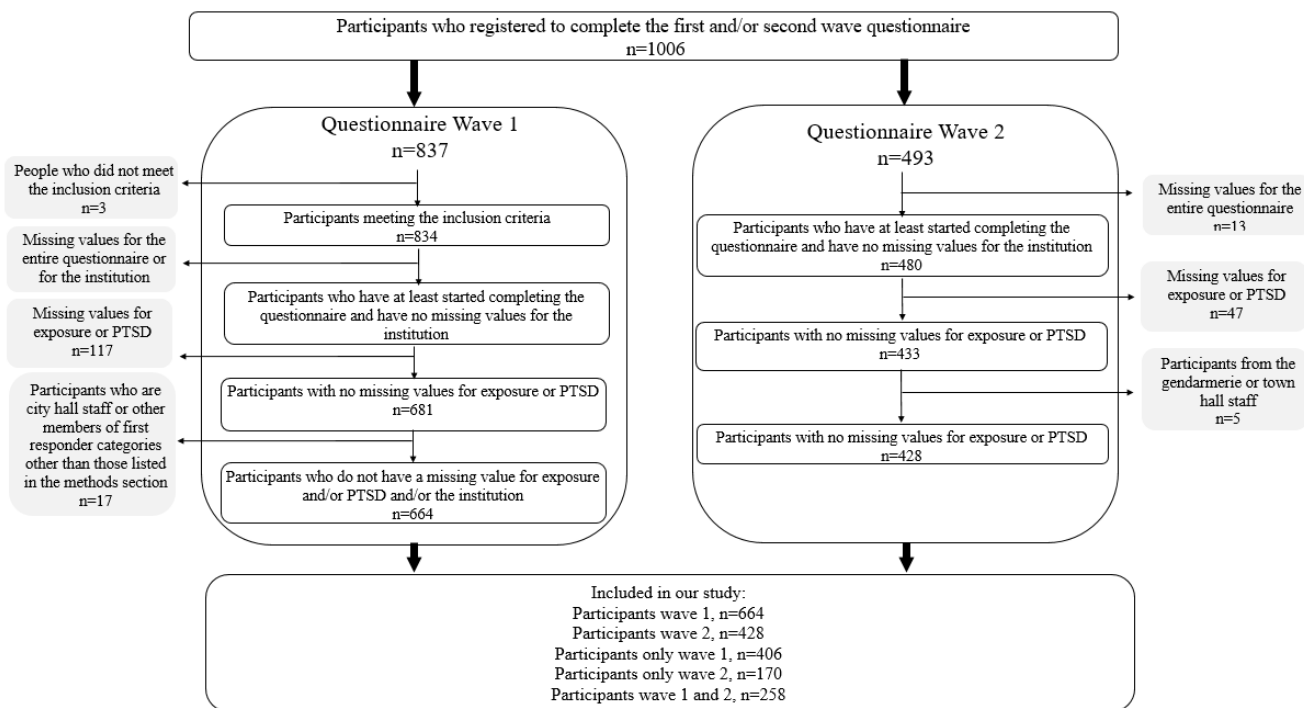 Participants who registered to complete the first and/or second wave questionnaire
n=1006
Questionnaire Wave 1
n=837
People who did not meet
the inclusion criteria
n=3
Participants meeting the inclusion criteria
n=834
Missing values for the
entire questionnaire or
for the institution
Participants who have at least started completing the
questionnaire and have no missing values for the
institution
Missing values for
exposure or PTSD
n=117
Participants with no missing values for exposure or PTSD
n=681
Participants who are
city hall staff or other
members of first
responder categories
other than those listed
in the methods section
n=17
Participants who do not have a missing value for exposure
and/or PTSD and/or the institution
n=664
Questionnaire Wave 2
n=493
Missing values for the
entire questionnaire
n=13
Participants who have at least started completing the
questionnaire and have no missing values for the institution
n=480
Missing values for
exposure or PTSD
n=47
Participants with no missing values for exposure or PTSD
n=433
Participants from the
gendarmerie or town
hall staff
n=5
Participants with no missing values for exposure or PTSD
n=428
Included in our study:
Participants wave 1, n=664
Participants wave 2, n=428
Participants only wave 1, n=406
Participants only wave 2, n=170
Participants wave 1 and 2, n=258